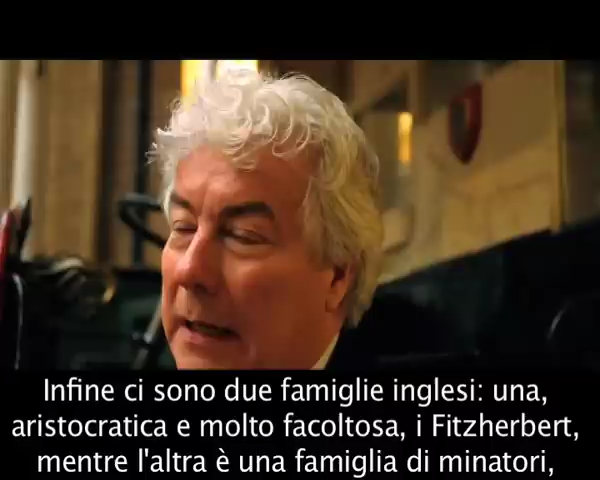 Infine ci sono due famiglie inglesi: una,
aristocratica e molto facoltosa, i Fitzherbert,
mentre l'altra è una famiglia di minatori,